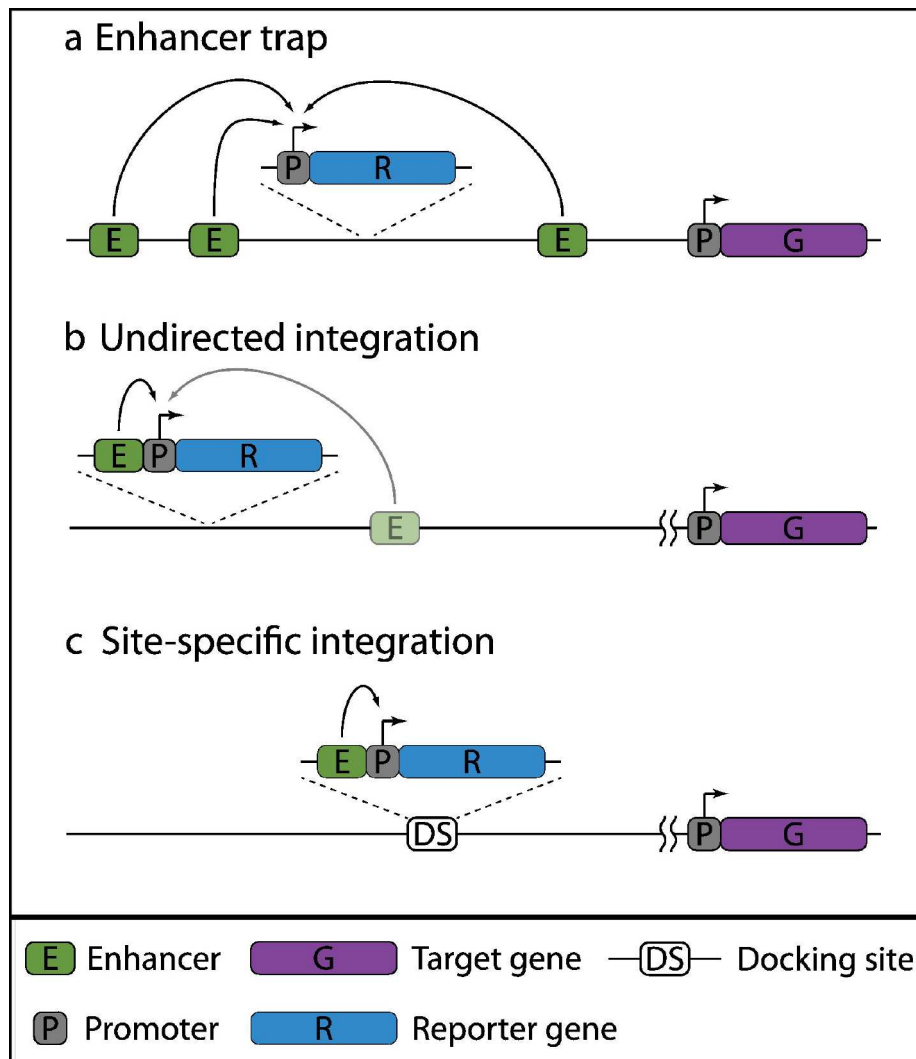 a Enhancer trap
P R
E E E P G
b Undirected integration
E P R
E P G
c Site-specific integration
E P R
DS P G
E Enhancer G Target gene DS Docking site
P Promoter R Reporter gene